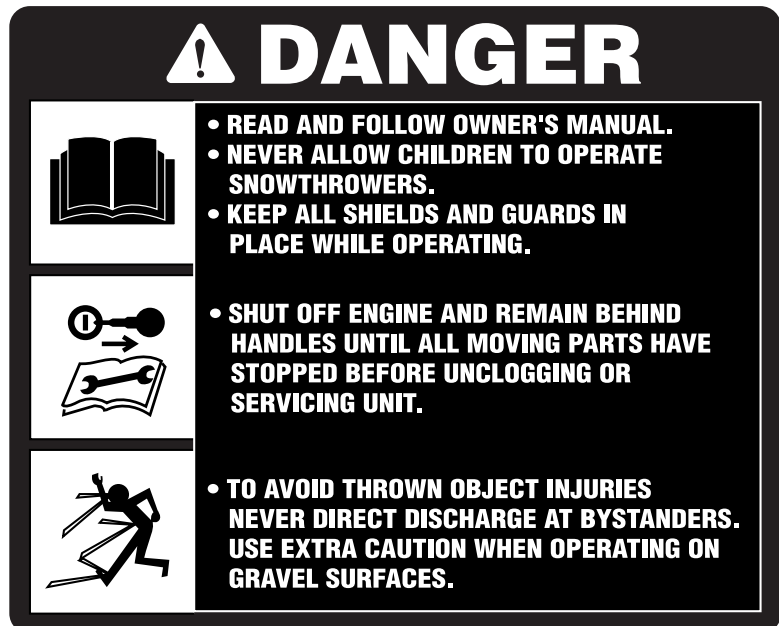 DANGER
• READ AND FOLLOW OWNER'S MANUAL.
• NEVER ALLOW CHILDREN TO OPERATE
SNOWTHROWERS.
• KEEP ALL SHIELDS AND GUARDS IN
PLACE WHILE OPERATING.
• SHUT OFF ENGINE AND REMAIN BEHIND
HANDLES UNTIL ALL MOVING PARTS HAVE
STOPPED BEFORE UNCLOGGING OR
SERVICING UNIT.
• TO AVOID THROWN OBJECT INJURIES
NEVER DIRECT DISCHARGE AT BYSTANDERS.
USE EXTRA CAUTION WHEN OPERATING ON
GRAVEL SURFACES.